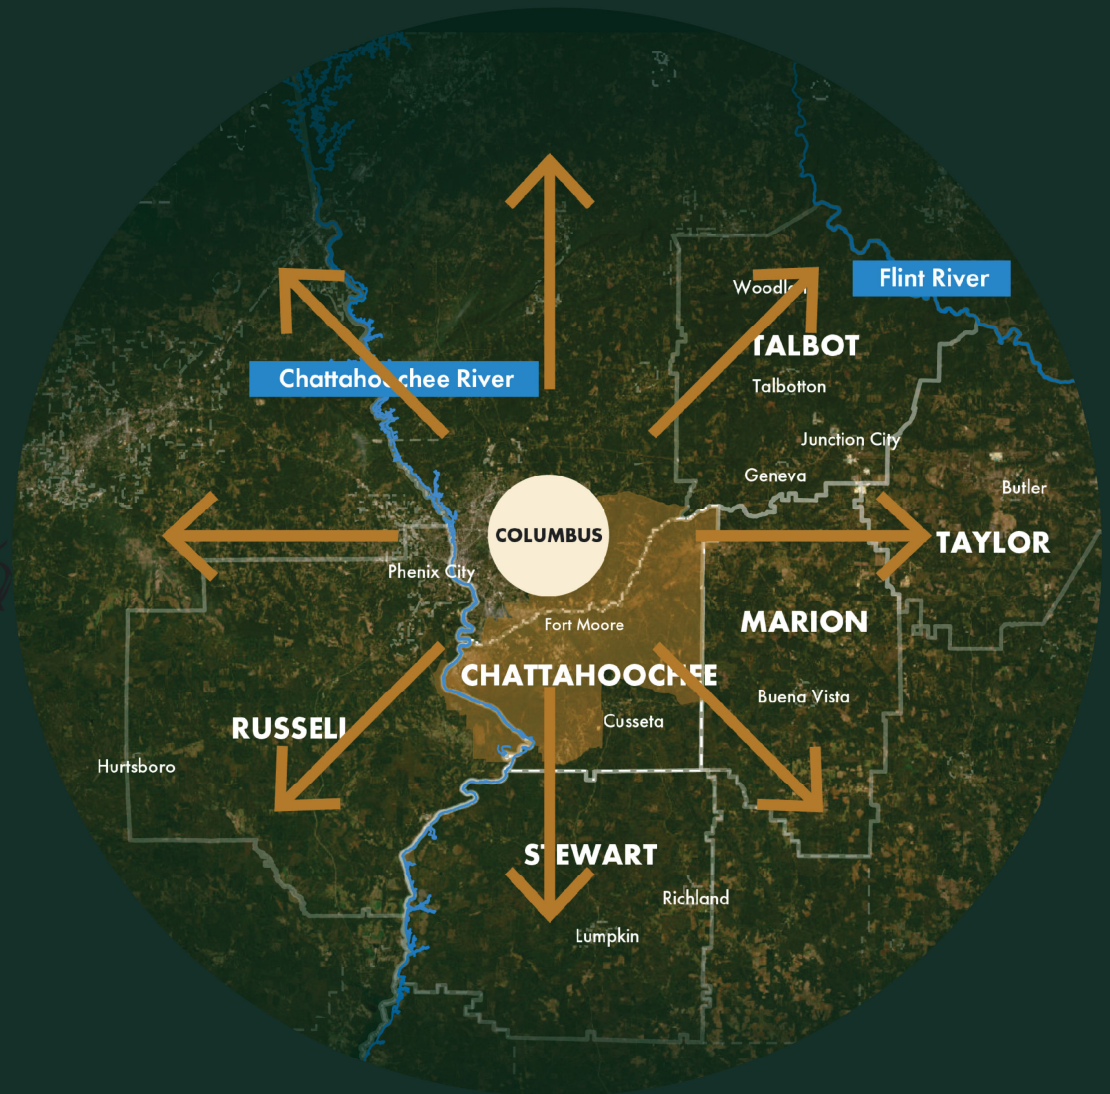 Flint River
Woodlan
TALBOT
Chattahoochee River
Talbotton
Junction City
Geneva
Butler
COLUMBUS
TAYLOR
Phenix City
Fort Moore
MARION
CHATTAHOOCHEE
Buena Vista
Cusseta
RUSSELL
Hurtsboro
STEWART
Richland
Lumpkin